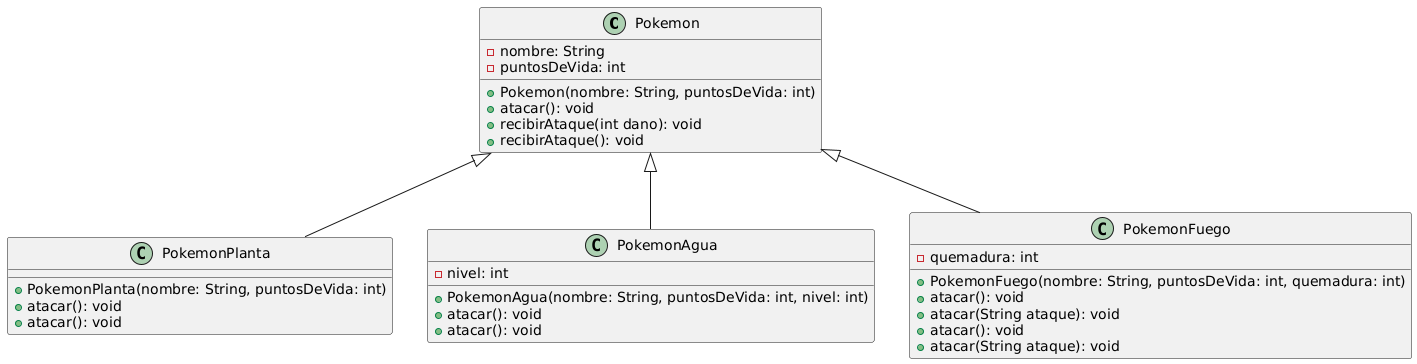 C Pokemon
nombre: String
puntosDeVida: int
Pokemon(nombre: String, puntosDeVida: int)
atacar(): void
recibirAtaque(int dano): void
recibirAtaque(): void
C PokemonPlanta
PokemonPlanta(nombre: String, puntosDeVida: int)
atacar(): void
atacar(): void
C PokemonAgua
nivel: int
PokemonAgua(nombre: String, puntosDeVida: int, nivel: int)
atacar(): void
atacar(): void
C PokemonFuego
quemadura: int
PokemonFuego(nombre: String, puntosDeVida: int, quemadura: int)
atacar(): void
atacar(String ataque): void
atacar(): void
atacar(String ataque): void